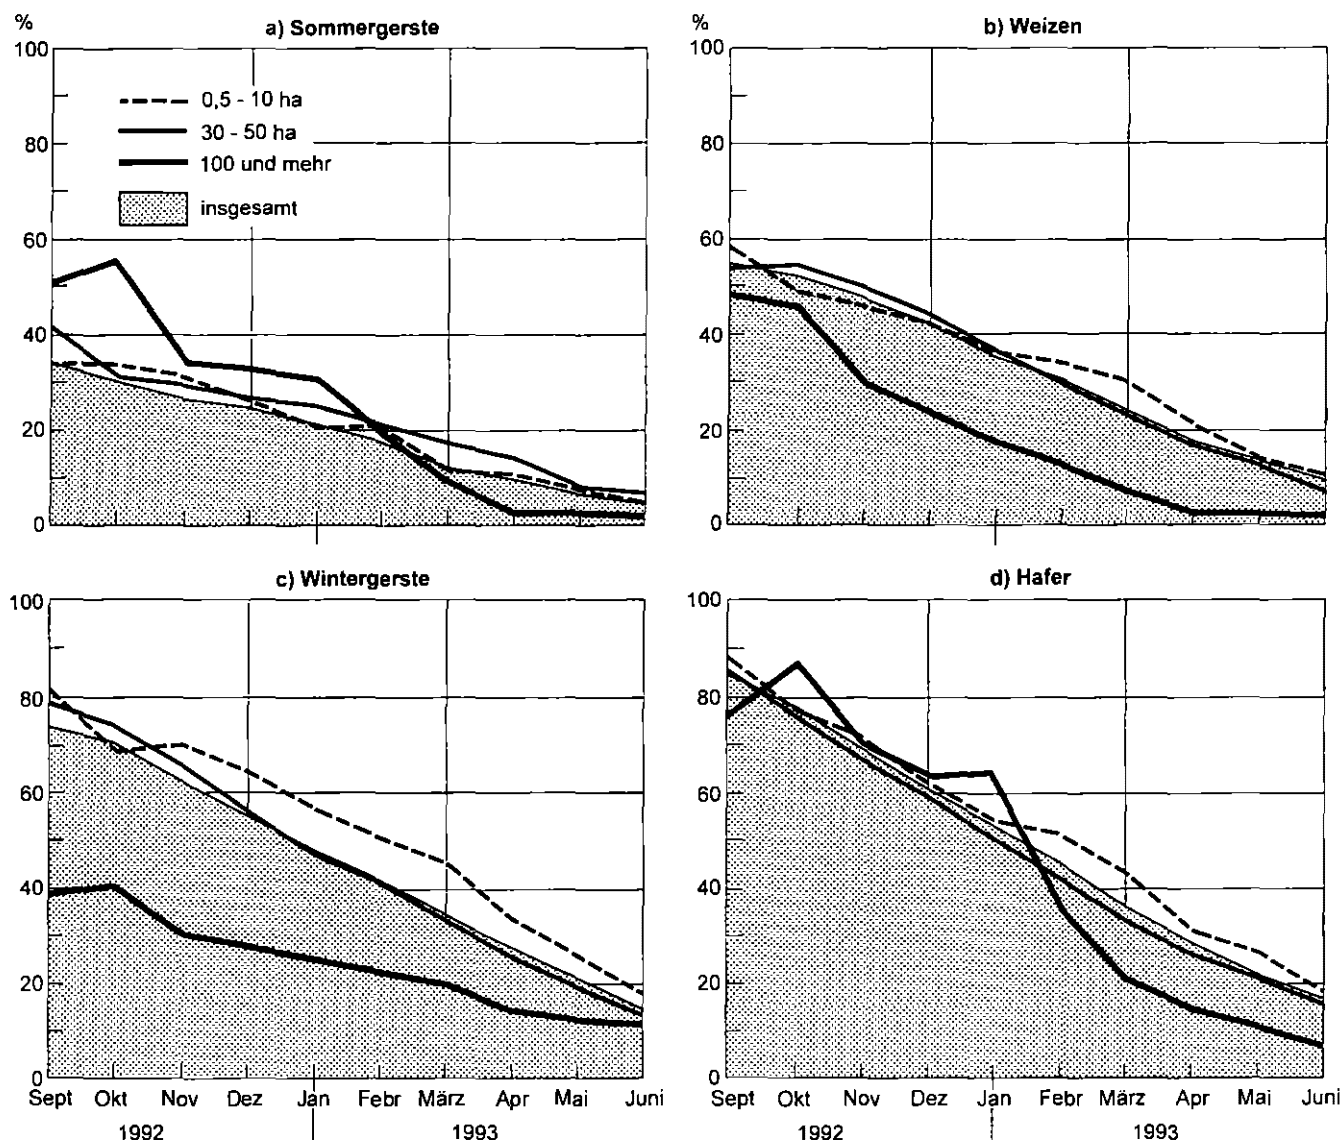 %
a) Sommergerste
100
80
60
40
20
0
0,5 - 10 ha
30 - 50 ha
100 und mehr
insgesamt
%
b) Weizen
100
80
60
40
20
0
c) Wintergerste
100
80
60
40
20
0
Sept Okt Nov Dez Jan Febr März Apr Mai Juni
1992 1993
d) Hafer
100
80
60
40
20
0
Sept Okt Nov Dez Jan Febr März Apr Mai Juni
1992 1993